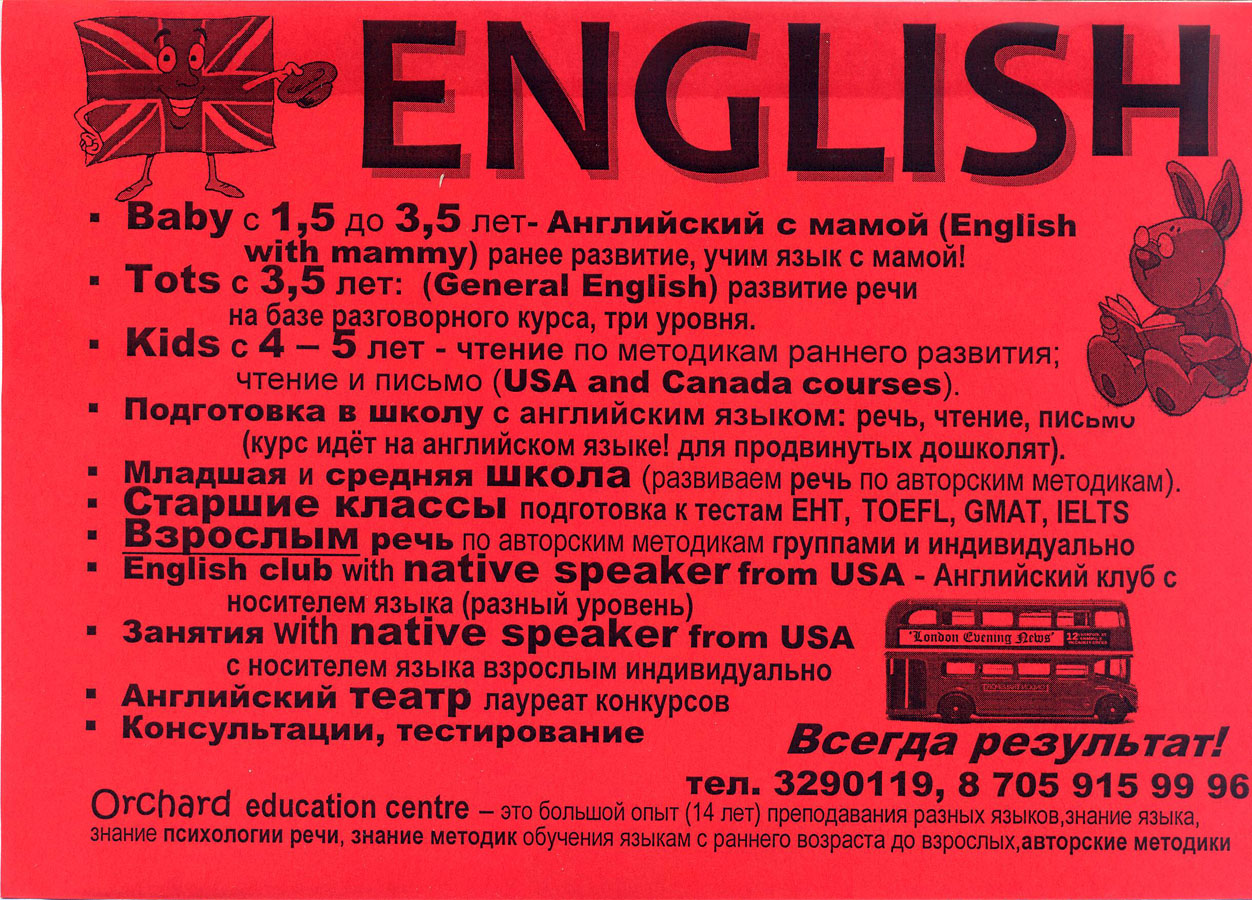 ENGLISH
▪ Baby с 1,5 до 3,5 лет- Английский с мамой (English
with mammy) ранее развитие, учим язык с мамой!
▪ Tots с 3,5 лет: (General English) развитие речи
на базе разговорного курса, три уровня.
▪ Kids с 4 – 5 лет - чтение по методикам раннего развития;
чтение и письмо (USA and Canada courses).
▪ Подготовка в школу с английским языком: речь, чтение, письмо
(курс идёт на английском языке! для продвинутых дошколят).
▪ Младшая и средняя школа (развиваем речь по авторским методикам).
▪ Старшие классы подготовка к тестам ЕНТ, TOEFL, GMAT, IELTS
▪ Взрослым речь по авторским методикам группами и индивидуально
▪ English club with native speaker from USA - Английский клуб с
носителем языка (разный уровень)
▪ Занятия with native speaker from USA
с носителем языка взрослым индивидуально
▪ Английский театр лауреат конкурсов
▪ Консультации, тестирование
'London Evening News'
12
Всегда результат!
тел. 3290119, 8 705 915 99 96
Orchard education centre – это большой опыт (14 лет) преподавания разных языков,знание языка,
знание психологии речи, знание методик обучения языкам с раннего возраста до взрослых,авторские методики